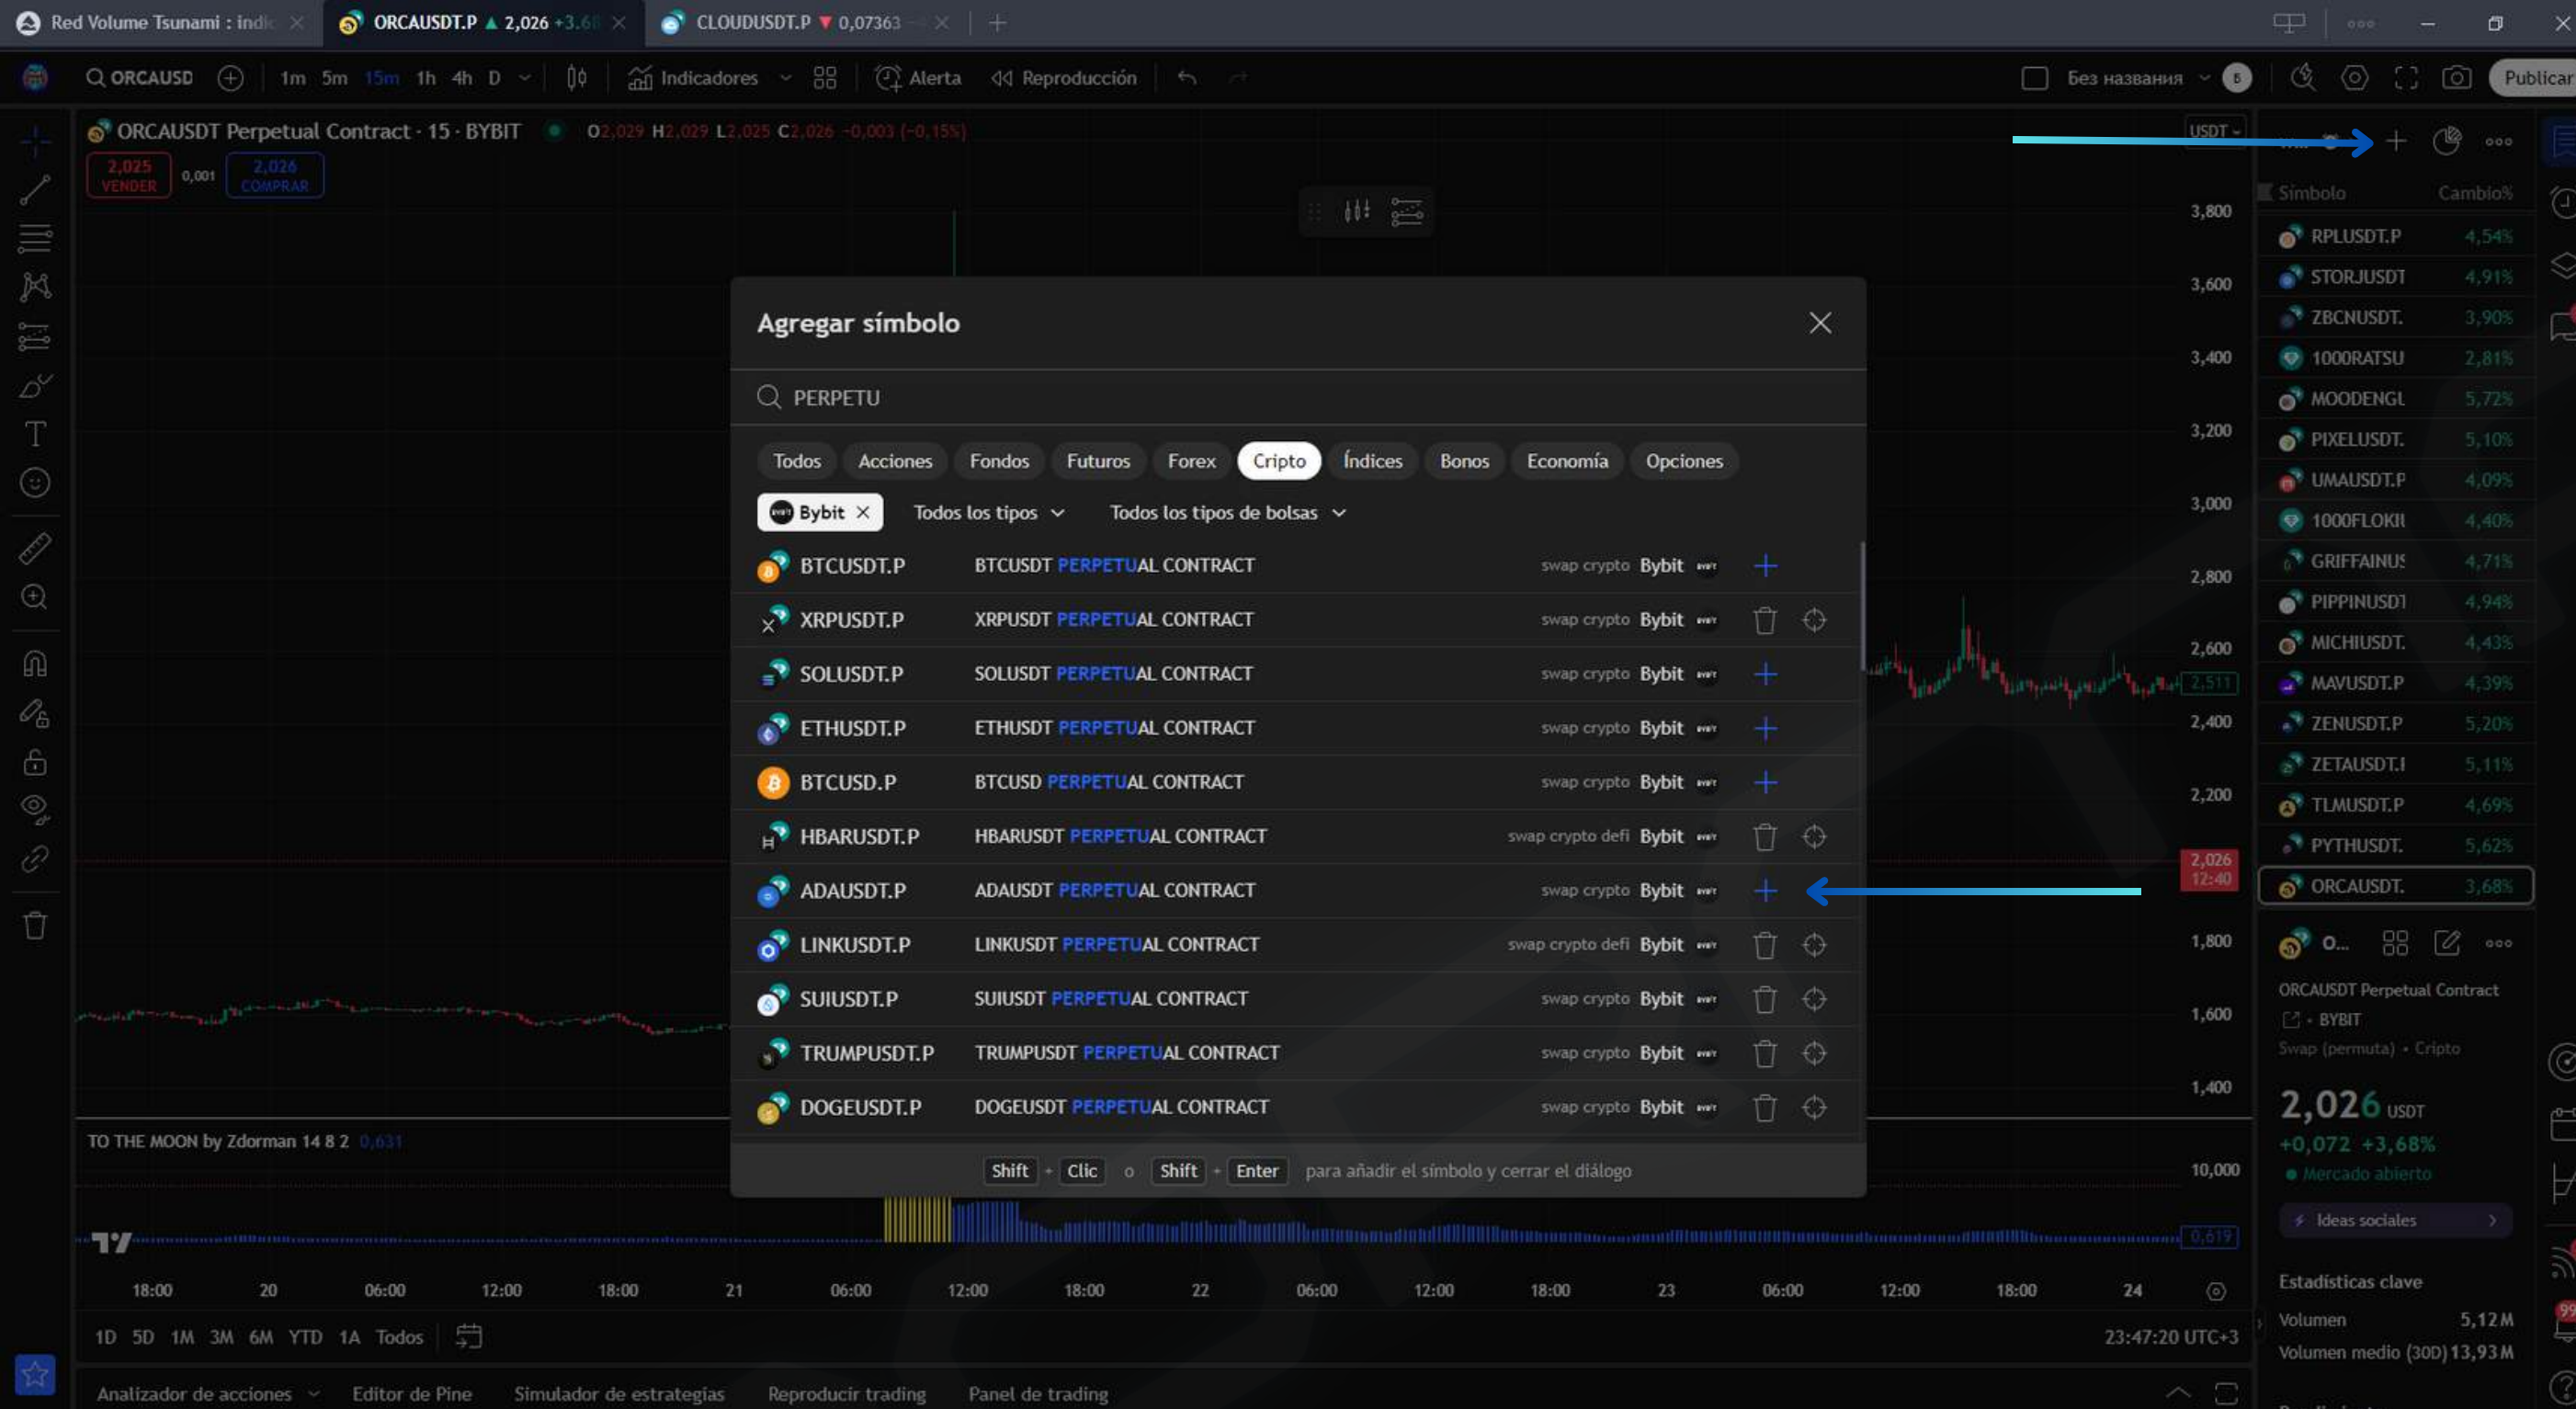 Red Volume Tsunami : indic
ORCAUSDT.P ▲ 2,026 +3.68
CLOUDUSDT.P ▼ 0,07363
ORCAUSD 1m 5m 15m 1h 4h D Indicadores Alerta Reproducción Без названия Б Publicar
ORCAUSDT Perpetual Contract · 15 · BYBIT O2,029 H2,029 L2,025 C2,026 -0,003 (-0,15%)
USDT
2,025
VENDER
0,001
2,026
COMPRAR
3,800
3,600
3,400
3,200
3,000
2,800
2,600
2,511
2,400
2,200
2,026
12:40
1,800
1,600
1,400
10,000
0,619
Agregar símbolo
PERPETU
Todos Acciones Fondos Futuros Forex Cripto Índices Bonos Economía Opciones
Bybit Todos los tipos Todos los tipos de bolsas
BTCUSDT.P BTCUSDT PERPETUAL CONTRACT swap crypto Bybit
XRPUSDT.P XRPUSDT PERPETUAL CONTRACT swap crypto Bybit
SOLUSDT.P SOLUSDT PERPETUAL CONTRACT swap crypto Bybit
ETHUSDT.P ETHUSDT PERPETUAL CONTRACT swap crypto Bybit
BTCUSD.P BTCUSD PERPETUAL CONTRACT swap crypto Bybit
HBARUSDT.P HBARUSDT PERPETUAL CONTRACT swap crypto defi Bybit
ADAUSDT.P ADAUSDT PERPETUAL CONTRACT swap crypto Bybit
LINKUSDT.P LINKUSDT PERPETUAL CONTRACT swap crypto defi Bybit
SUIUSDT.P SUIUSDT PERPETUAL CONTRACT swap crypto Bybit
TRUMPUSDT.P TRUMPUSDT PERPETUAL CONTRACT swap crypto Bybit
DOGEUSDT.P DOGEUSDT PERPETUAL CONTRACT swap crypto Bybit
Shift + Clic o Shift + Enter para añadir el símbolo y cerrar el diálogo
TO THE MOON by Zdorman 14 8 2 0,631
18:00 20 06:00 12:00 18:00 21 06:00 12:00 18:00 22 06:00 12:00 18:00 23 06:00 12:00 18:00 24
1D 5D 1M 3M 6M YTD 1A Todos
23:47:20 UTC+3
Analizador de acciones Editor de Pine Simulador de estrategias Reproducir trading Panel de trading
Símbolo Cambio%
RPLUSDT.P 4,54%
STORJUSDT 4,91%
ZBCNUSDT. 3,90%
1000RATSU 2,81%
MOODENGU 5,72%
PIXELUSDT. 5,10%
UMAUSDT.P 4,09%
1000FLOKIU 4,40%
GRIFFAINUS 4,71%
PIPPINUSDT 4,94%
MICHIUSDT. 4,43%
MAVUSDT.P 4,39%
ZENUSDT.P 5,20%
ZETAUSDT.P 5,11%
TLMUSDT.P 4,69%
PYTHUSDT. 5,62%
ORCAUSDT. 3,68%
O...
ORCAUSDT Perpetual Contract
• BYBIT
Swap (permuta) • Cripto
2,026 USDT
+0,072 +3,68%
Mercado abierto
Ideas sociales
Estadísticas clave
Volumen 5,12 M
Volumen medio (30D) 13,93 M
99